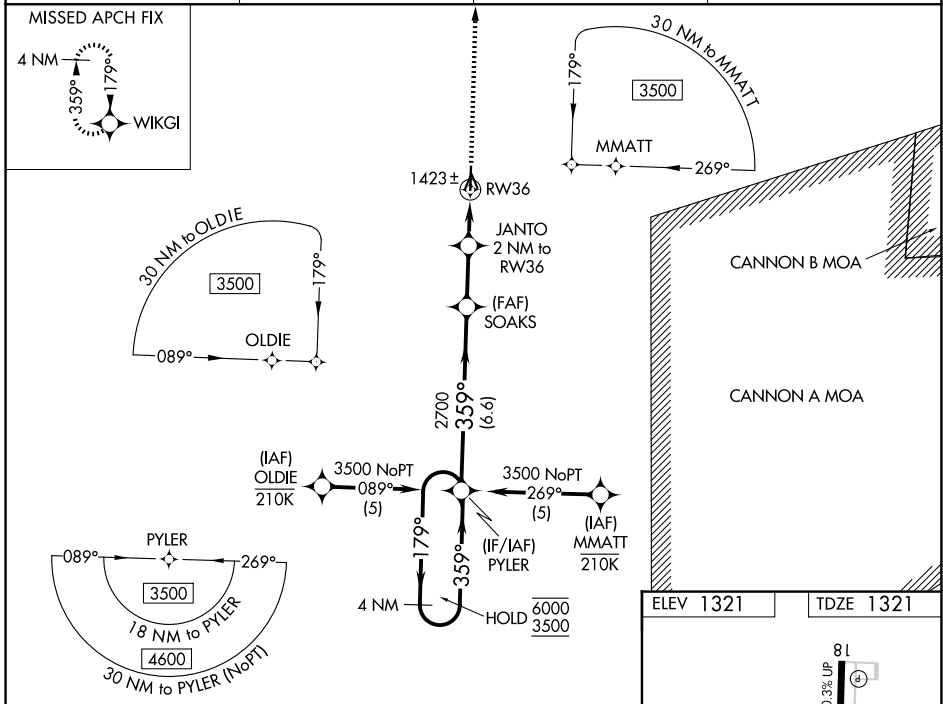 MISSED APCH FIX
4 NM
359°
179°
WIKGI
30 NM to MMATT
179°
3500
MMATT
269°
1423±
RW36
JANTO
2 NM to
RW36
30 NM to OLDIE
179°
3500
OLDIE
089°
(FAF)
SOAKS
CANNON B MOA
CANNON A MOA
2700
359°
(6.6)
(IAF)
OLDIE
210K
3500 NoPT
089°
(5)
3500 NoPT
269°
(5)
(IAF)
MMATT
210K
(IF/IAF)
PYLER
179°
359°
4 NM
HOLD
6000
3500
PYLER
089°
269°
3500
18 NM to PYLER
4600
30 NM to PYLER (NoPT)
ELEV 1321
TDZE 1321
18
0.3% UP
P